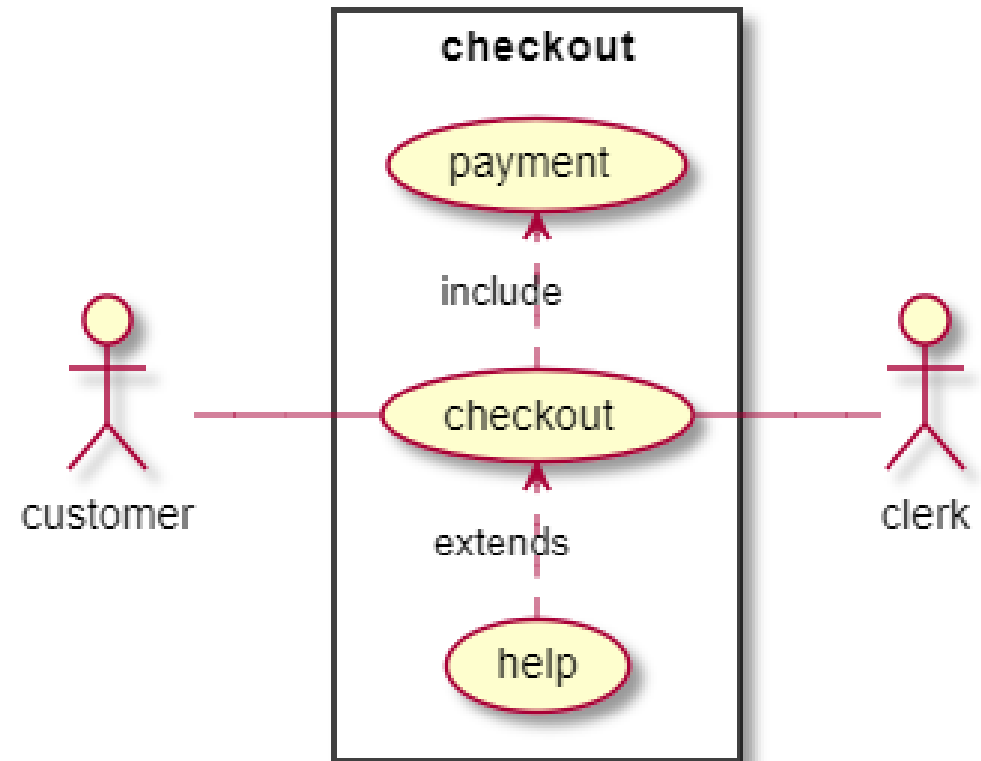 checkout
payment
include
checkout
customer
clerk
extends
help